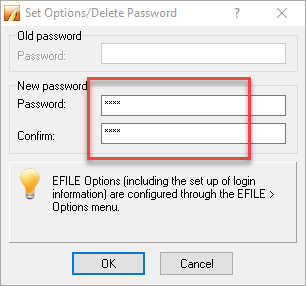 Set Options/Delete Password
Old password
Password:
New password
Password: ****
Confirm: ****
EFILE Options (including the set up of login
information) are configured through the EFILE >
Options menu.
OK Cancel